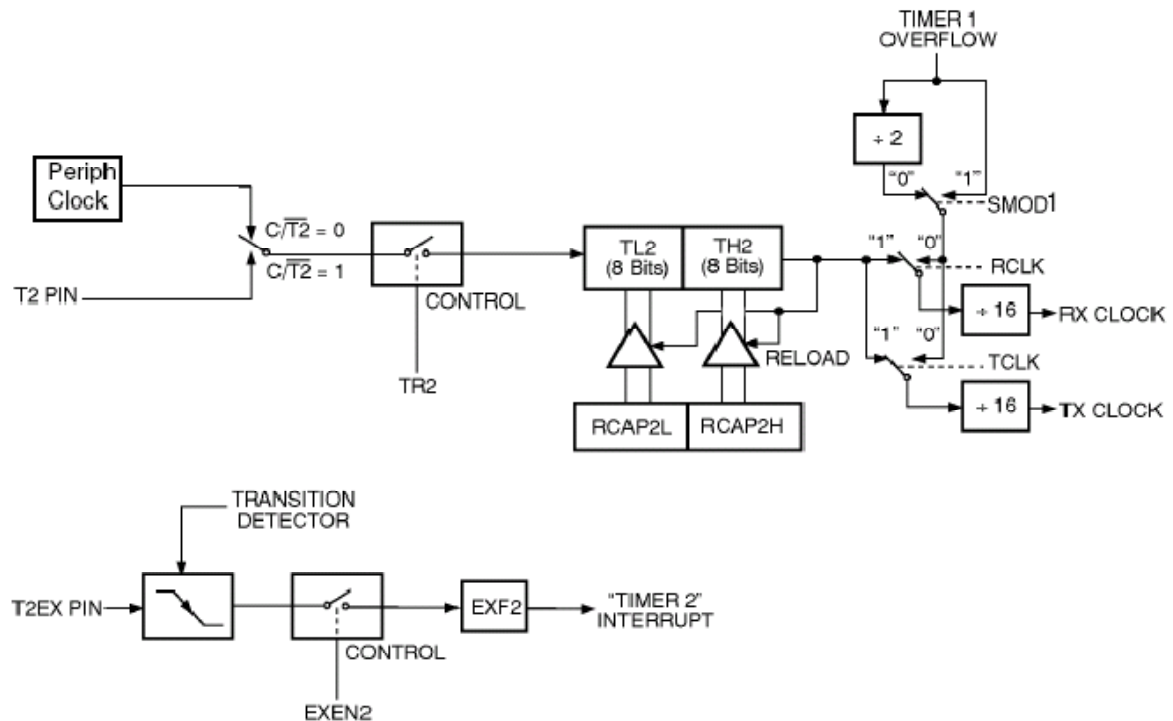 TIMER 1
OVERFLOW
÷ 2
"0" "1"
SMOD1
Periph
Clock
C/T2 = 0
C/T2 = 1
T2 PIN
CONTROL
TR2
TL2
(8 Bits)
TH2
(8 Bits)
RELOAD
RCAP2L
RCAP2H
"1" "0"
RCLK
÷ 16
RX CLOCK
"1" "0"
TCLK
÷ 16
TX CLOCK
TRANSITION
DETECTOR
T2EX PIN
CONTROL
EXEN2
EXF2
"TIMER 2"
INTERRUPT